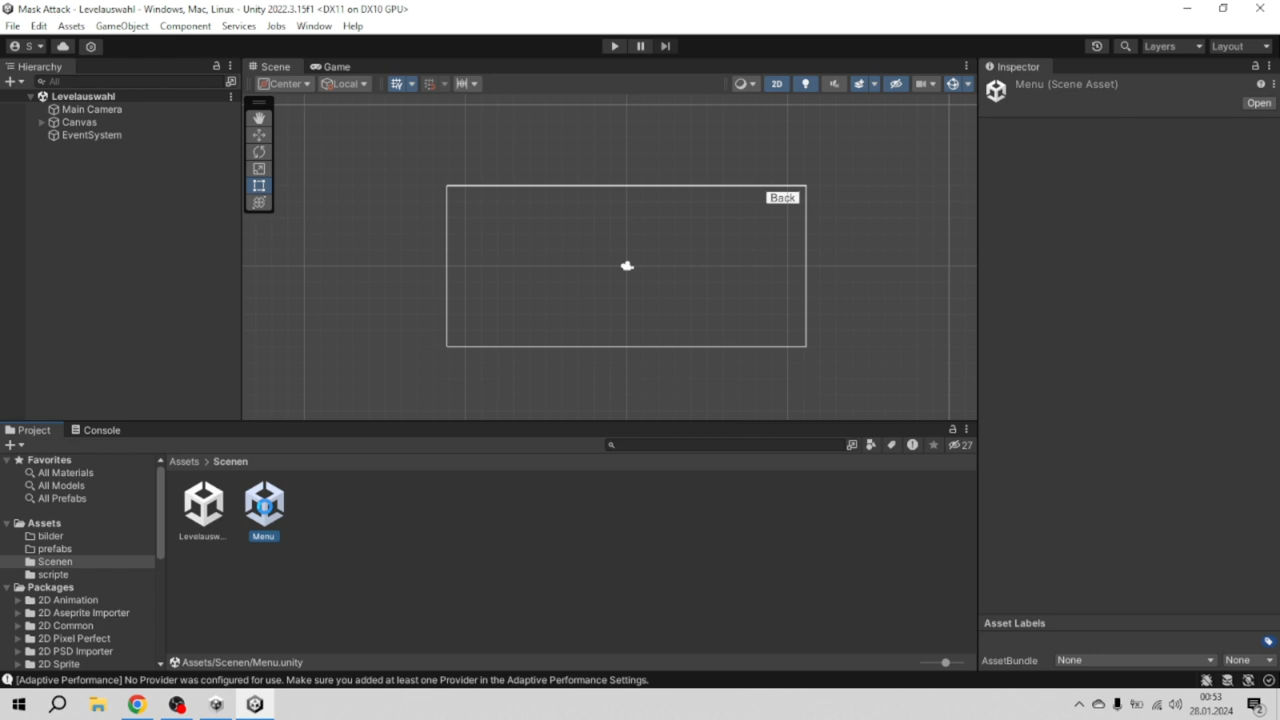 Mask Attack - Levelauswahl - Windows, Mac, Linux - Unity 2022.3.15f1 <DX11 on DX10 GPU>
File Edit Assets GameObject Component Services Jobs Window Help
S Layers Layout
Hierarchy Scene Game Inspector
All Center Local 2D Menu (Scene Asset)
Levelauswahl Open
Main Camera
Canvas
EventSystem
Back
Project Console
27
Favorites Assets > Scenen
All Materials
All Models
All Prefabs
Assets
bilder Levelausw... Menu
prefabs
Scenen
scripte
Packages
2D Animation
2D Aseprite Importer
2D Common Asset Labels
2D Pixel Perfect
2D PSD Importer
2D Sprite Assets/Scenen/Menu.unity AssetBundle None None
[Adaptive Performance] No Provider was configured for use. Make sure you added at least one Provider in the Adaptive Performance Settings.
00:53
28.01.2024
2